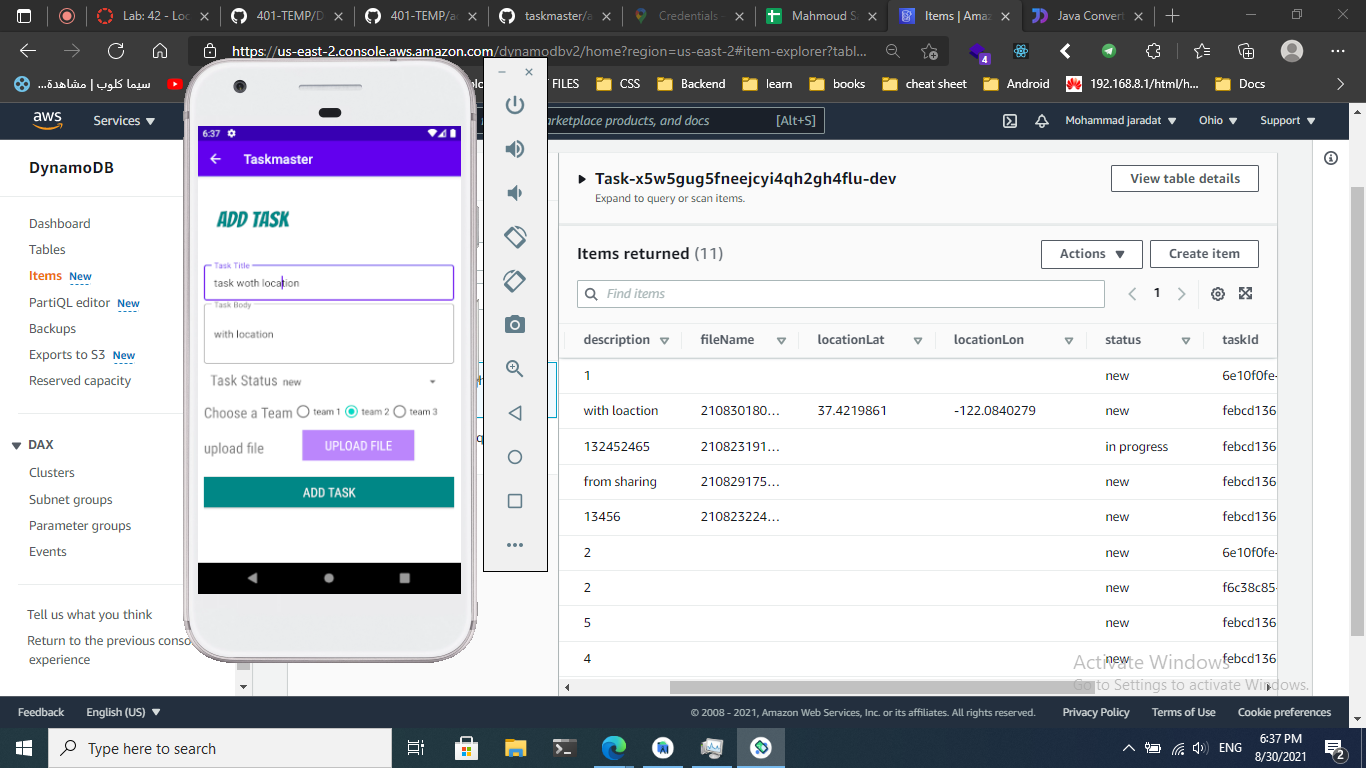 Lab: 42 - Loc
401-TEMP/D
401-TEMP/ac
taskmaster/a
Credentials -
Mahmoud S
Items | Amaz
Java Convert
https://us-east-2.console.aws.amazon.com/dynamodbv2/home?region=us-east-2#item-explorer?tabl...
4
سيما كلوب | مشاهدة...
FILES
CSS
Backend
learn
books
cheat sheet
Android
192.168.8.1/html/h...
Docs
aws
Services
marketplace products, and docs
[Alt+S]
Mohammad jaradat
Ohio
Support
DynamoDB
Dashboard
Tables
Items New
PartiQL editor New
Backups
Exports to S3 New
Reserved capacity
DAX
Clusters
Subnet groups
Parameter groups
Events
Tell us what you think
Return to the previous conso
experience
6:37
Taskmaster
ADD TASK
Task Title
task woth location
Task Body
with location
Task Status new
Choose a Team team 1 team 2 team 3
upload file UPLOAD FILE
ADD TASK
Task-x5w5gug5fneejcyi4qh2gh4flu-dev
Expand to query or scan items.
View table details
Items returned (11)
Actions
Create item
Find items
1
description fileName locationLat locationLon status taskId
1 new 6e10f0fe-
with loaction 210830180... 37.4219861 -122.0840279 new febcd136
132452465 210823191... in progress febcd136
from sharing 210829175... new febcd136
13456 210823224... new febcd136
2 new 6e10f0fe-
2 new f6c38c85-
5 new febcd136
4 new febcd136
Activate Windows
Go to Settings to activate Windows.
Feedback
English (US)
© 2008 - 2021, Amazon Web Services, Inc. or its affiliates. All rights reserved.
Privacy Policy
Terms of Use
Cookie preferences
Type here to search
ENG
6:37 PM
8/30/2021
2